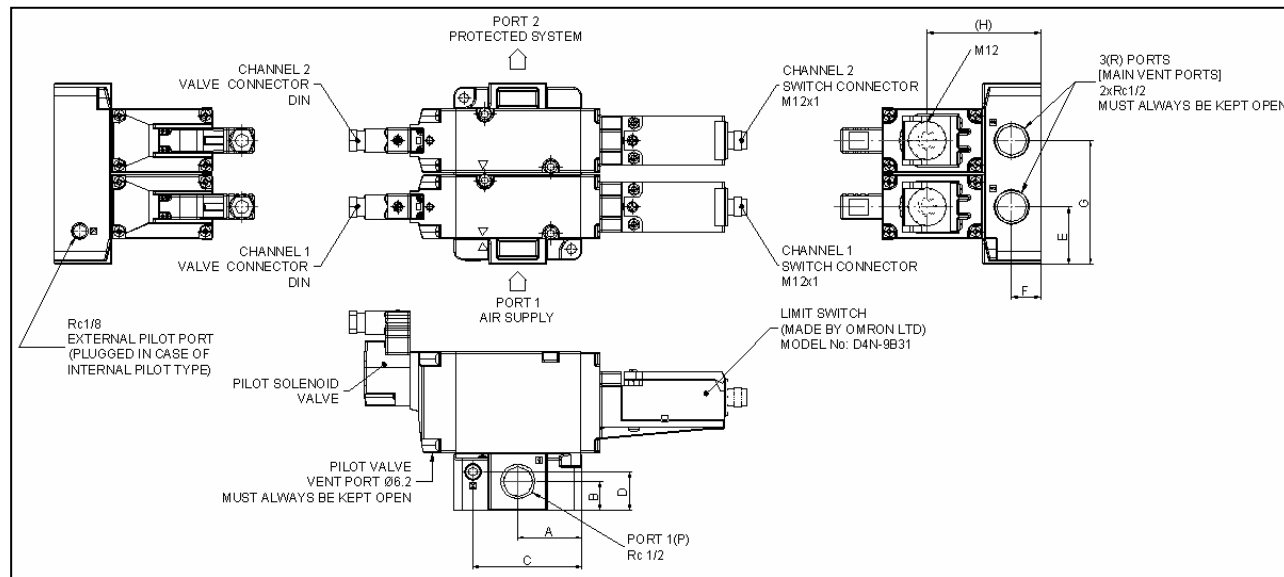 PORT 2
PROTECTED SYSTEM
CHANNEL 2
VALVE CONNECTOR
DIN
CHANNEL 2
SWITCH CONNECTOR
M12x1
(H)
M12
3(R) PORTS
[MAIN VENT PORTS]
2xRc1/2
MUST ALWAYS BE KEPT OPEN
CHANNEL 1
VALVE CONNECTOR
DIN
CHANNEL 1
SWITCH CONNECTOR
M12x1
G
E
F
PORT 1
AIR SUPPLY
Rc1/8
EXTERNAL PILOT PORT
(PLUGGED IN CASE OF
INTERNAL PILOT TYPE)
LIMIT SWITCH
(MADE BY OMRON LTD)
MODEL No: D4N-9B31
PILOT SOLENOID
VALVE
PILOT VALVE
VENT PORT Ø6.2
MUST ALWAYS BE KEPT OPEN
B
D
A
C
PORT 1(P)
Rc 1/2